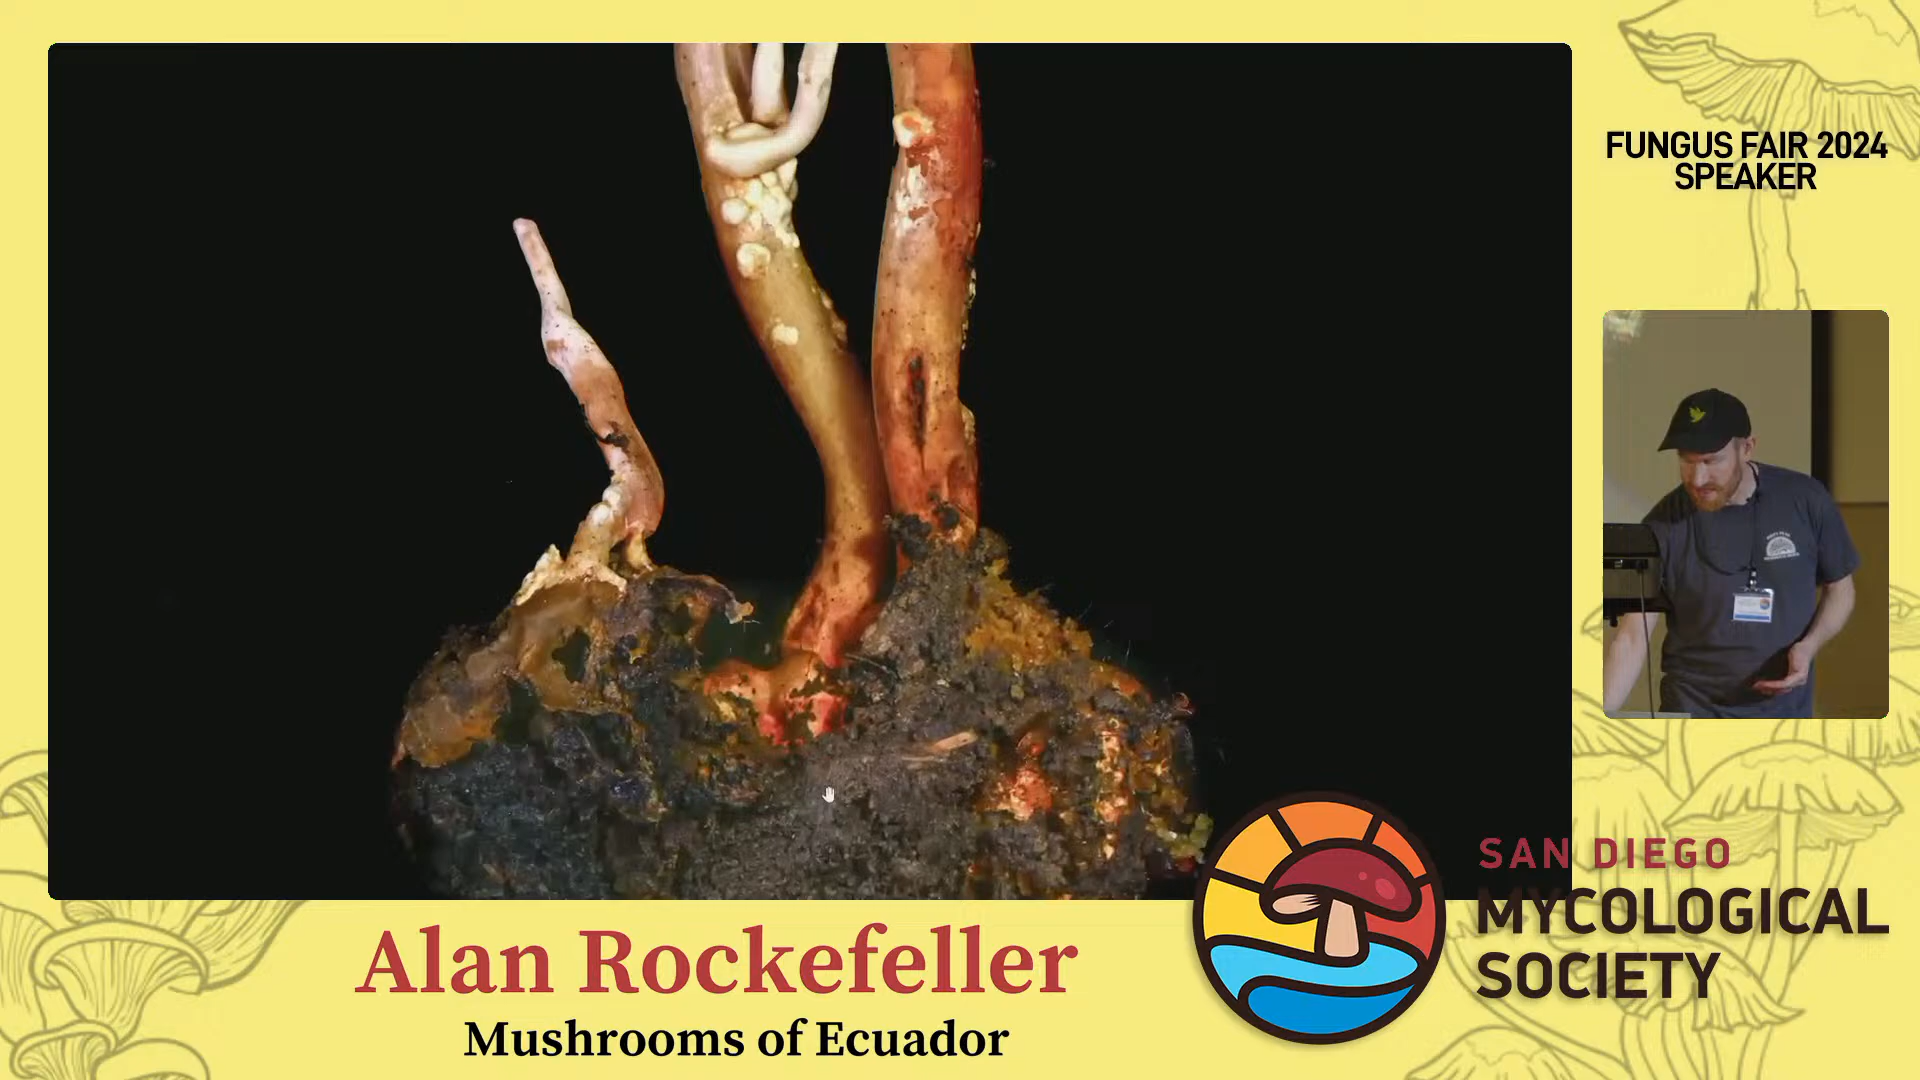 FUNGUS FAIR 2024
SPEAKER
Alan Rockefeller
Mushrooms of Ecuador
SAN DIEGO
MYCOLOGICAL
SOCIETY